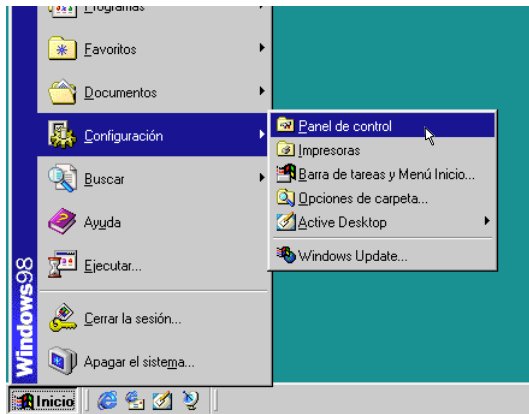 Programas
Favoritos
Documentos
Configuración
Buscar
Ayuda
Ejecutar...
Cerrar la sesión...
Apagar el sistema...
Panel de control
Impresoras
Barra de tareas y Menú Inicio...
Opciones de carpeta...
Active Desktop
Windows Update...
Windows98
Inicio